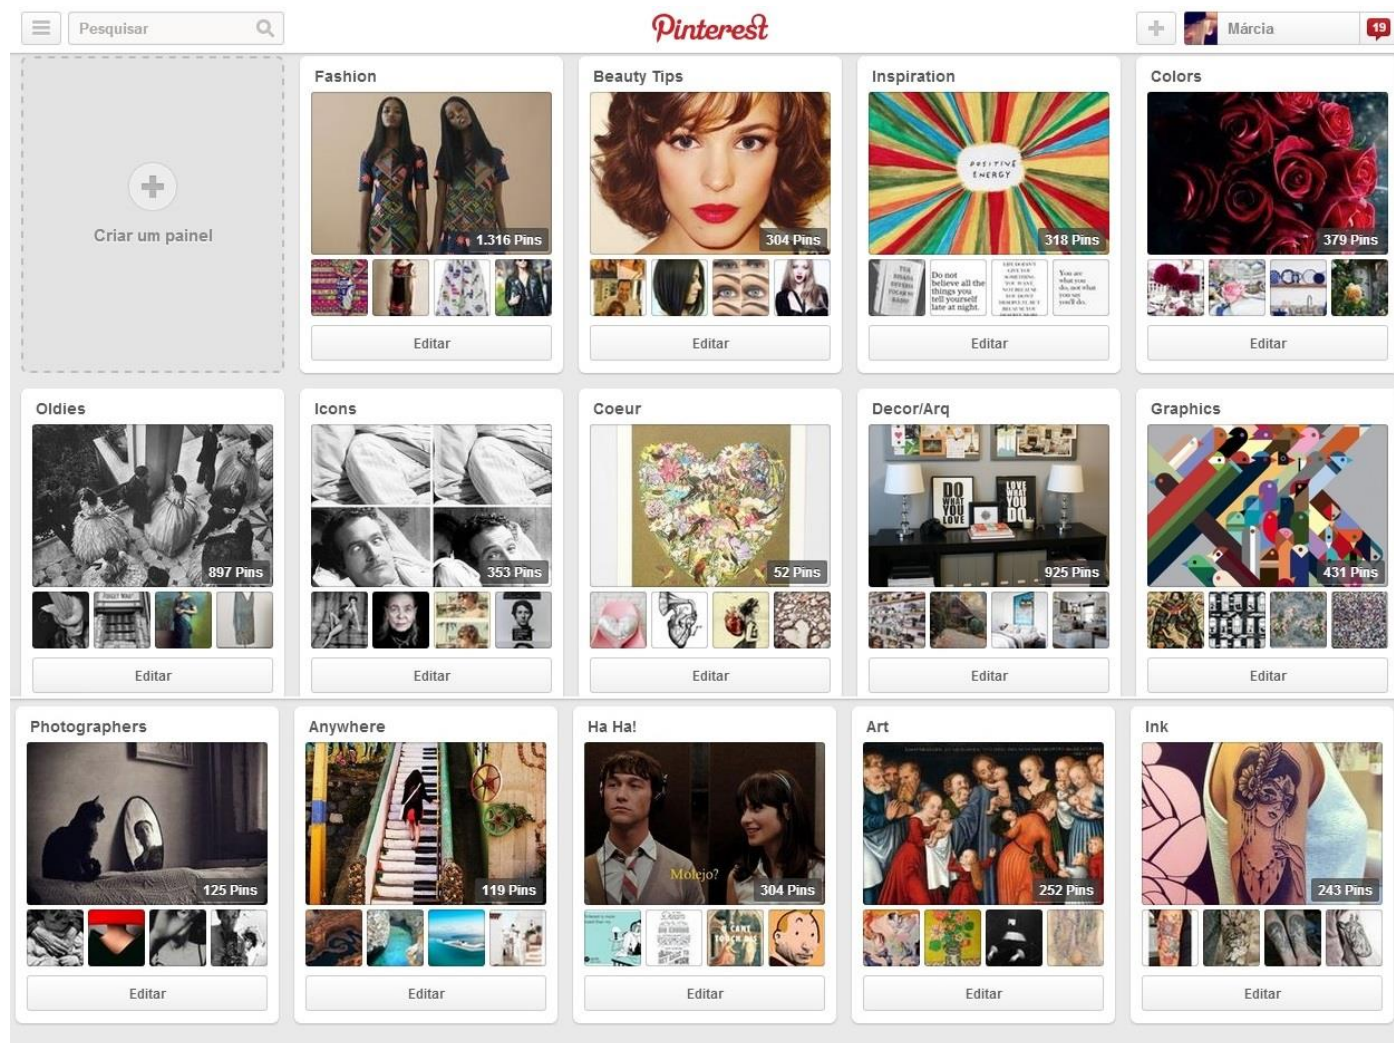 Pesquisar
Pinterest
Márcia
19
Criar um painel
Fashion
1.316 Pins
Editar
Beauty Tips
304 Pins
Editar
Inspiration
POSITIVE
ENERGY
318 Pins
Do not
believe all the
things you
tell yourself
late at night.
You are
what you
do, not what
you say
you'll do.
Editar
Colors
379 Pins
Editar
Oldies
897 Pins
Editar
Icons
353 Pins
Editar
Coeur
52 Pins
Editar
Decor/Arq
DO
WHAT
YOU
LOVE
LOVE
WHAT
YOU
DO
925 Pins
Editar
Graphics
431 Pins
Editar
Photographers
125 Pins
Editar
Anywhere
119 Pins
Editar
Ha Ha!
Molejo?
304 Pins
U CANT
TOUCH DIS
Editar
Art
252 Pins
Editar
Ink
243 Pins
Editar